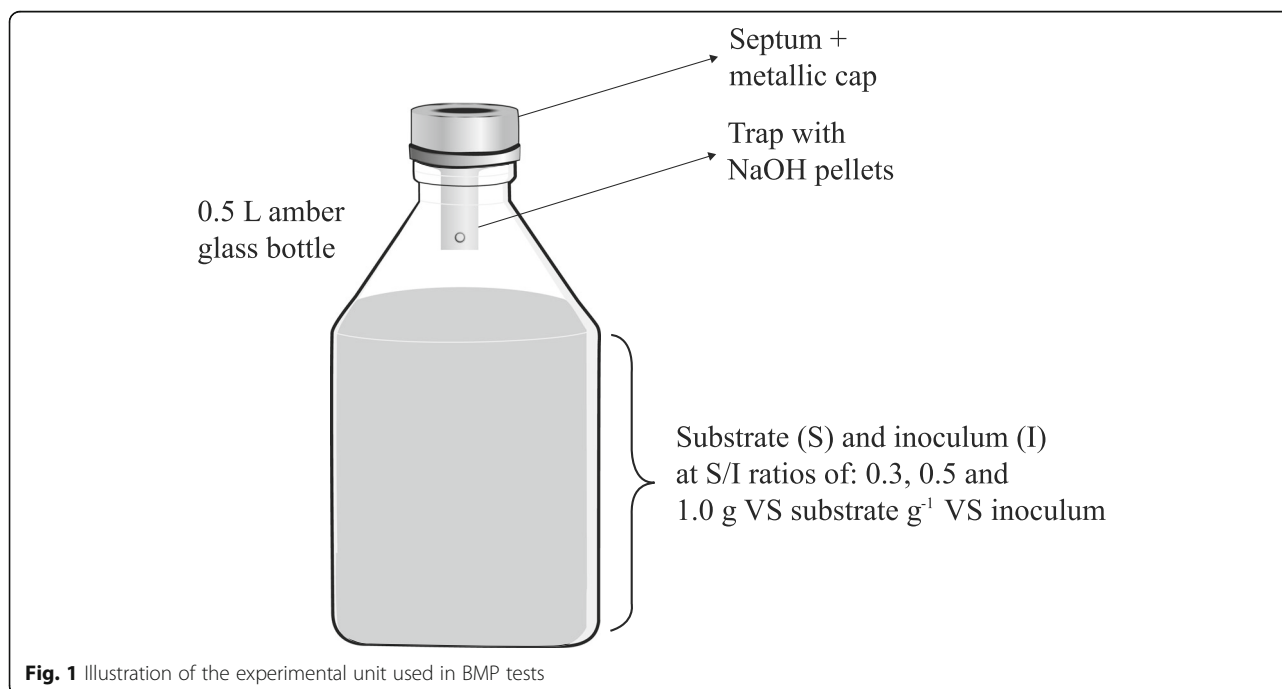 Septum +
metallic cap
Trap with
NaOH pellets
0.5 L amber
glass bottle
Substrate (S) and inoculum (I)
at S/I ratios of: 0.3, 0.5 and
1.0 g VS substrate g⁻¹ VS inoculum
Fig. 1 Illustration of the experimental unit used in BMP tests